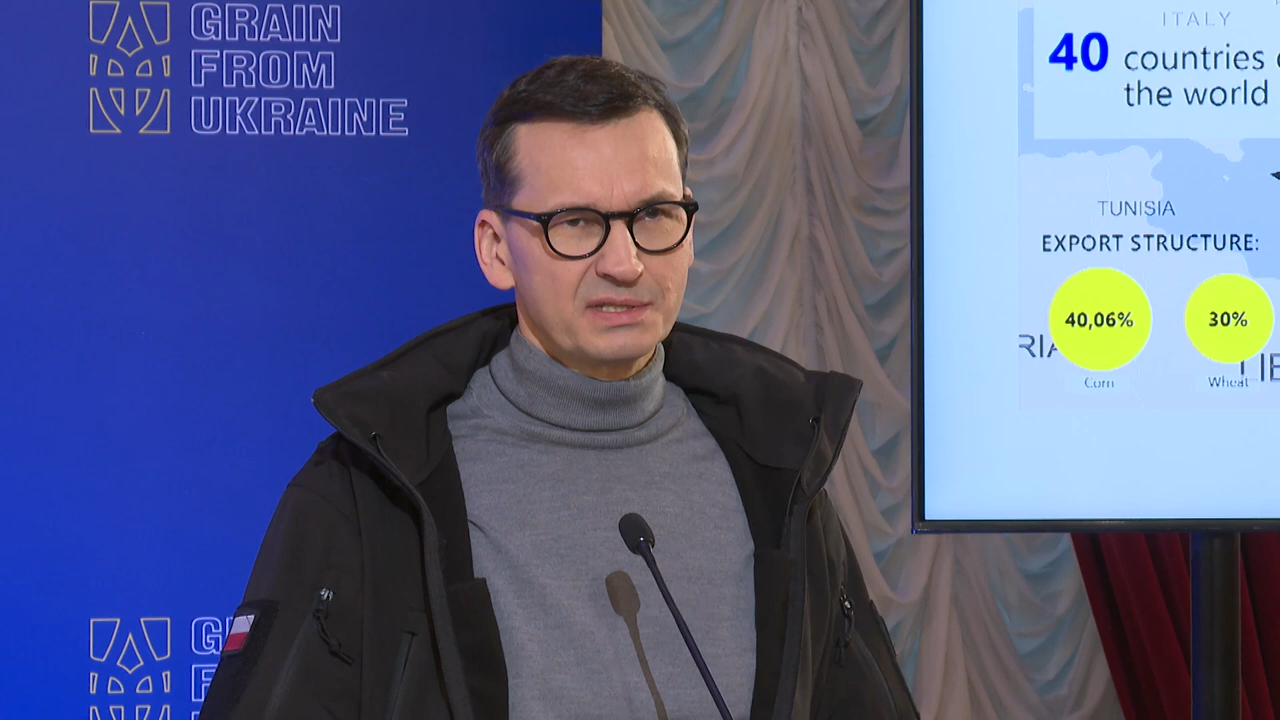 GRAIN
FROM
UKRAINE
ITALY
40 countries
the world
TUNISIA
EXPORT STRUCTURE:
40,06%
30%
Corn
Wheat